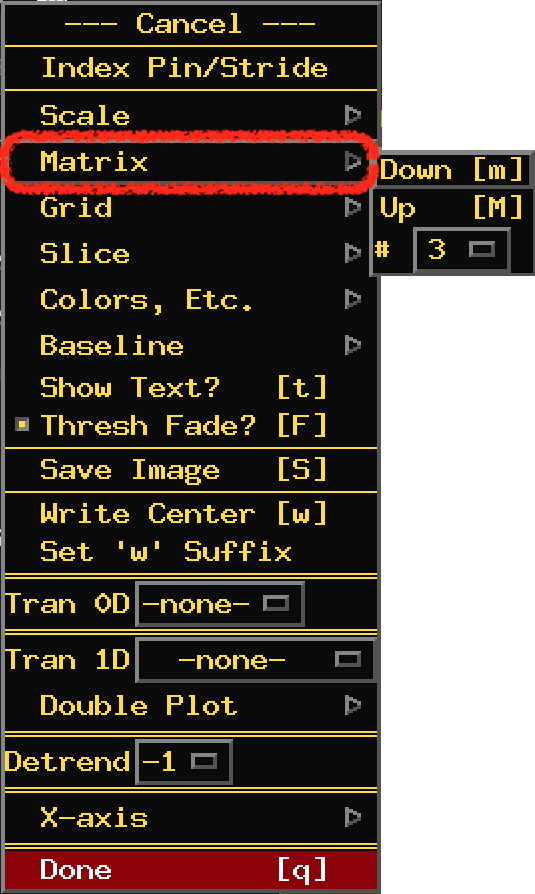 --- Cancel ---
Index Pin/Stride
Scale
Matrix
Down [m]
Up [M]
# 3
Grid
Slice
Colors, Etc.
Baseline
Show Text? [t]
Thresh Fade? [F]
Save Image [S]
Write Center [w]
Set 'w' Suffix
Tran 0D -none-
Tran 1D -none-
Double Plot
Detrend -1
X-axis
Done [q]